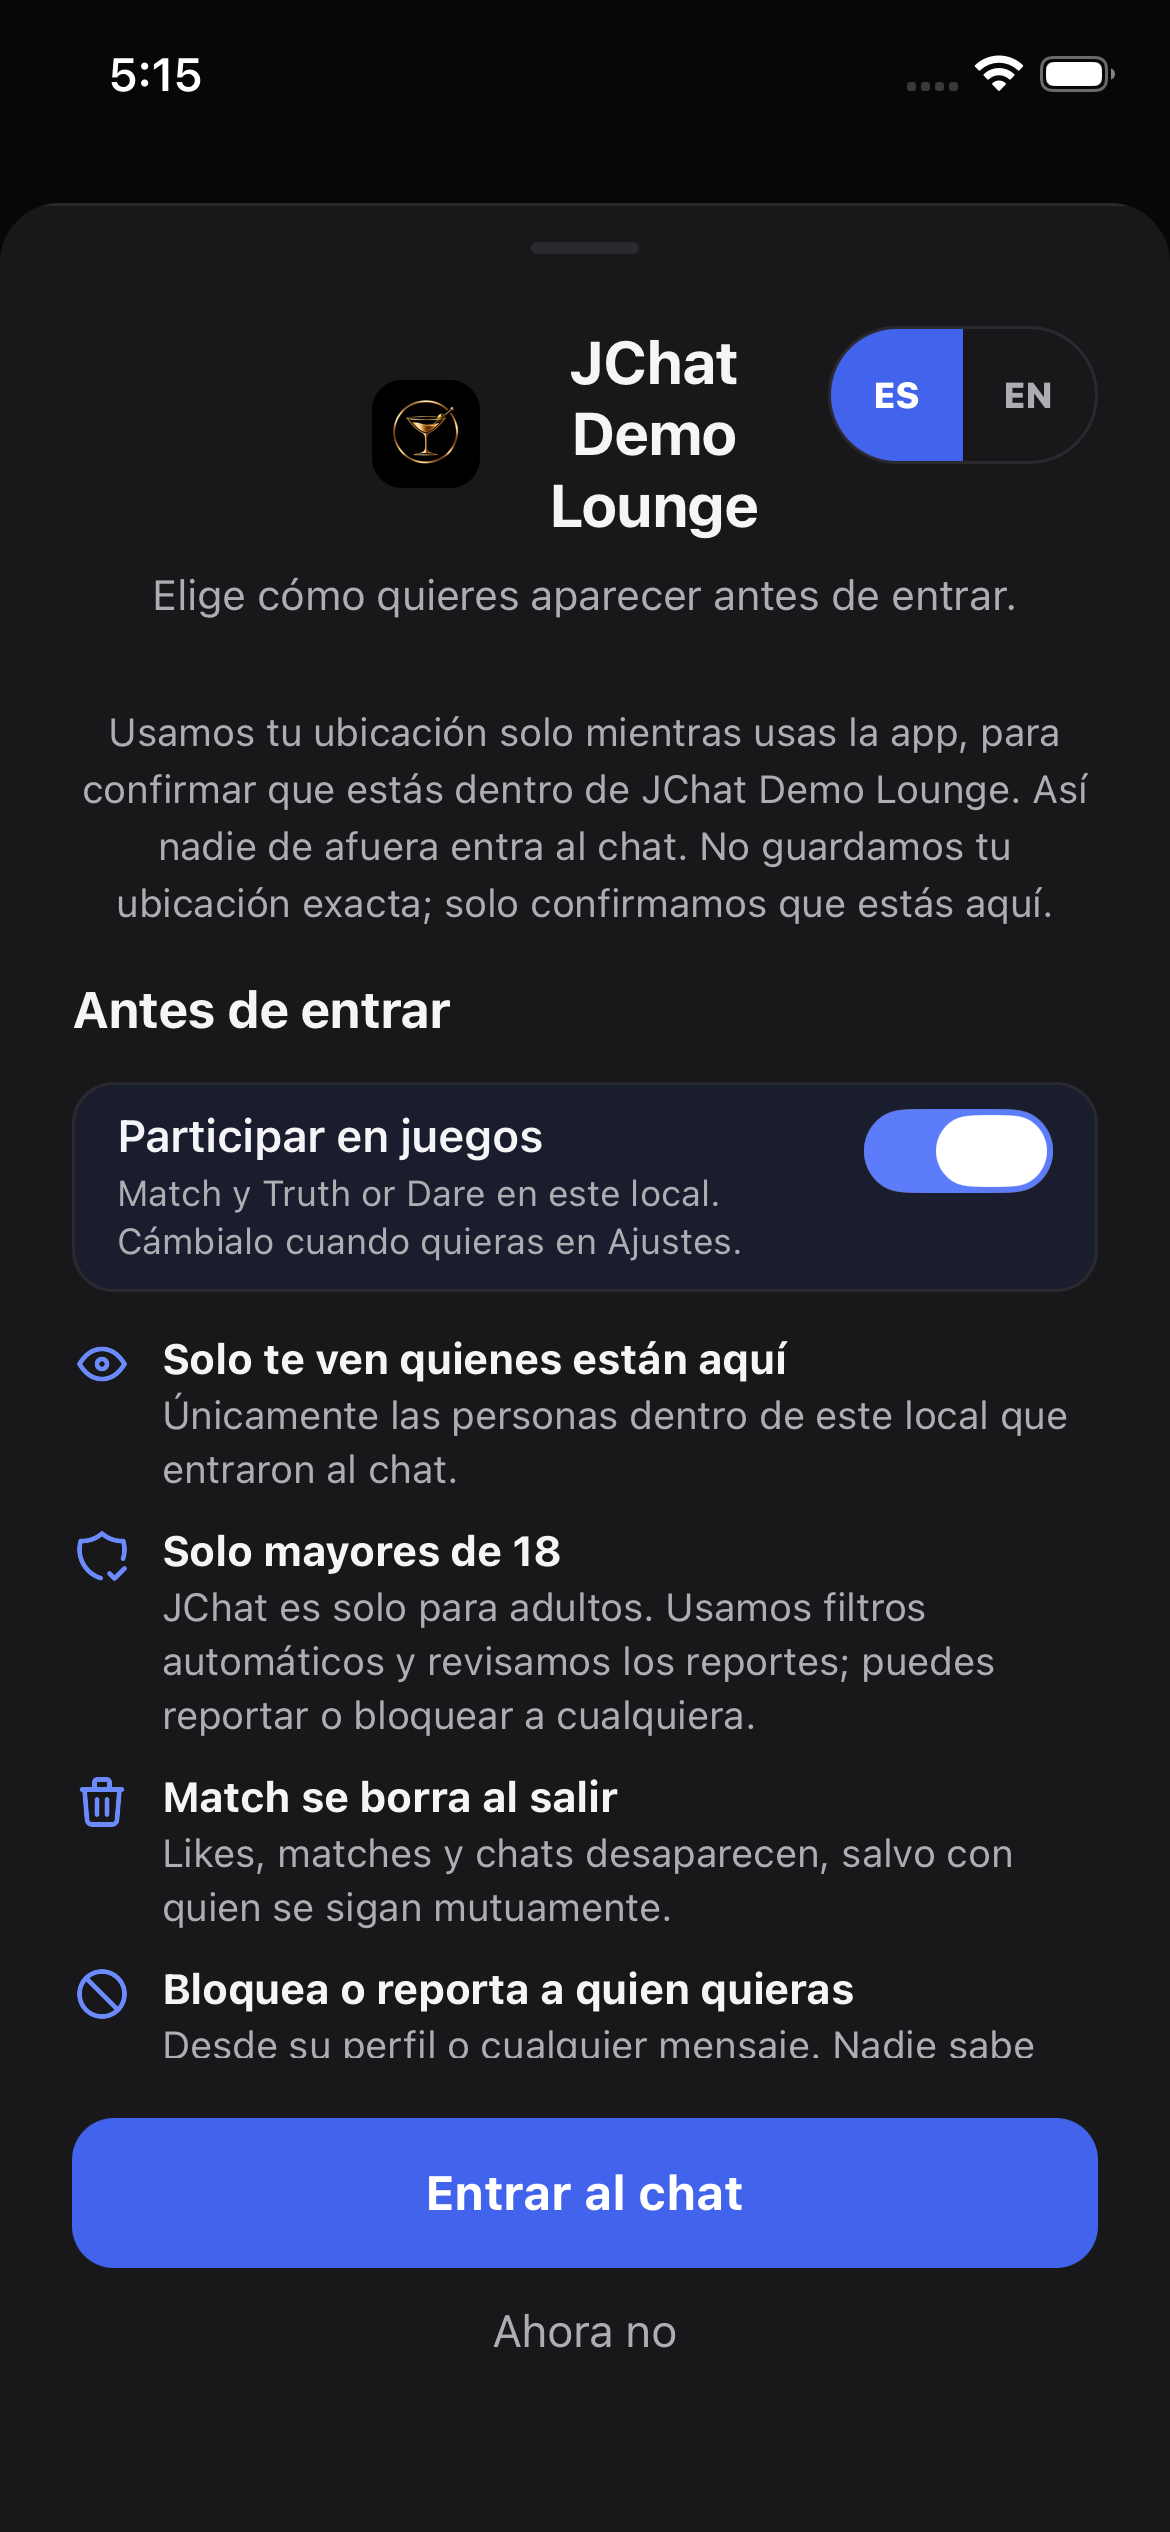 5:15
JChat
Demo
Lounge
ES
EN
Elige cómo quieres aparecer antes de entrar.
Usamos tu ubicación solo mientras usas la app, para
confirmar que estás dentro de JChat Demo Lounge. Así
nadie de afuera entra al chat. No guardamos tu
ubicación exacta; solo confirmamos que estás aquí.
Antes de entrar
Participar en juegos
Match y Truth or Dare en este local.
Cámbialo cuando quieras en Ajustes.
Solo te ven quienes están aquí
Únicamente las personas dentro de este local que
entraron al chat.
Solo mayores de 18
JChat es solo para adultos. Usamos filtros
automáticos y revisamos los reportes; puedes
reportar o bloquear a cualquiera.
Match se borra al salir
Likes, matches y chats desaparecen, salvo con
quien se sigan mutuamente.
Bloquea o reporta a quien quieras
Desde su perfil o cualquier mensaje. Nadie sabe
Entrar al chat
Ahora no